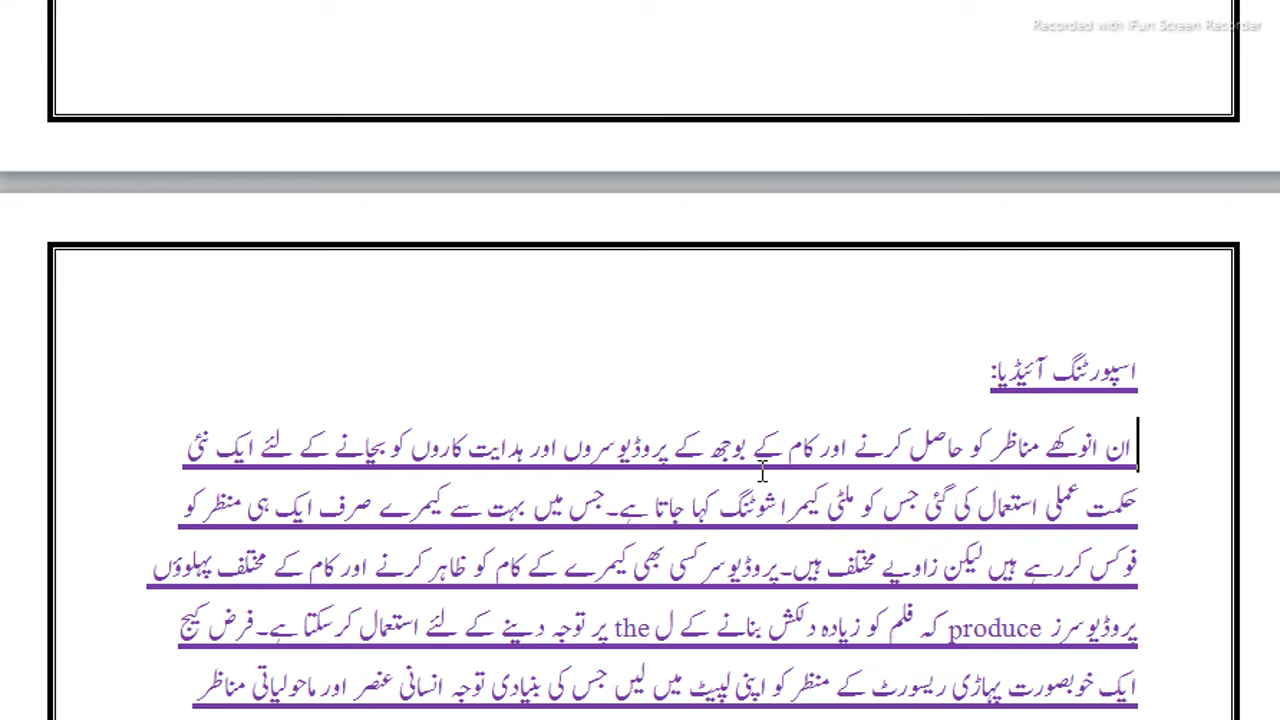 Recorded with iFun Screen Recorder
اسپورٹنگ آئیڈیا:
ان انوکھے مناظر کو حاصل کرنے اور کام کے بوجھ کے پروڈیوسروں اور ہدایت کاروں کو بچانے کے لئے ایک نئی
حکمت عملی استعمال کی گئی جس کو ملٹی کیمرا شوٹنگ کہا جاتا ہے۔جس میں بہت سے کیمرے صرف ایک ہی منظر کو
فوکس کررہے ہیں لیکن زاویے مختلف ہیں۔پروڈیوسر کسی بھی کیمرے کے کام کو ظاہر کرنے اور کام کے مختلف پہلوؤں
پروڈیوسرز produce کہ فلم کو زیادہ دلکش بنانے کے ل the پر توجہ دینے کے لئے استعمال کرسکتا ہے۔فرض کیج
ایک خوبصورت پہاڑی ریسورٹ کے منظر کو اپنی لپیٹ میں لیں جس کی بنیادی توجہ انسانی عنصر اور ماحولیاتی مناظر